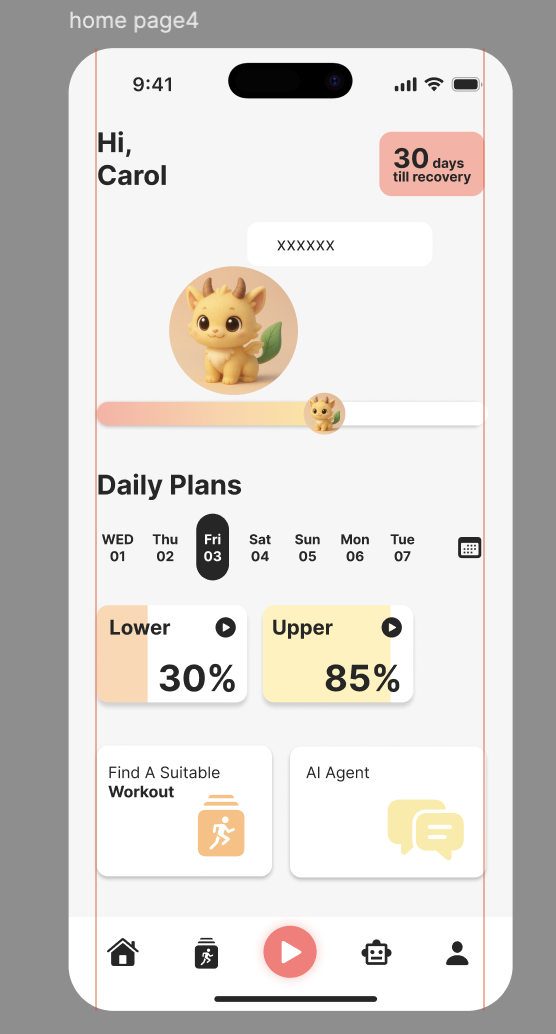 home page4
9:41
Hi,
Carol
30 days
till recovery
xxxxxx
Daily Plans
WED Thu Fri Sat Sun Mon Tue
01 02 03 04 05 06 07
Lower
30%
Upper
85%
Find A Suitable
Workout
AI Agent